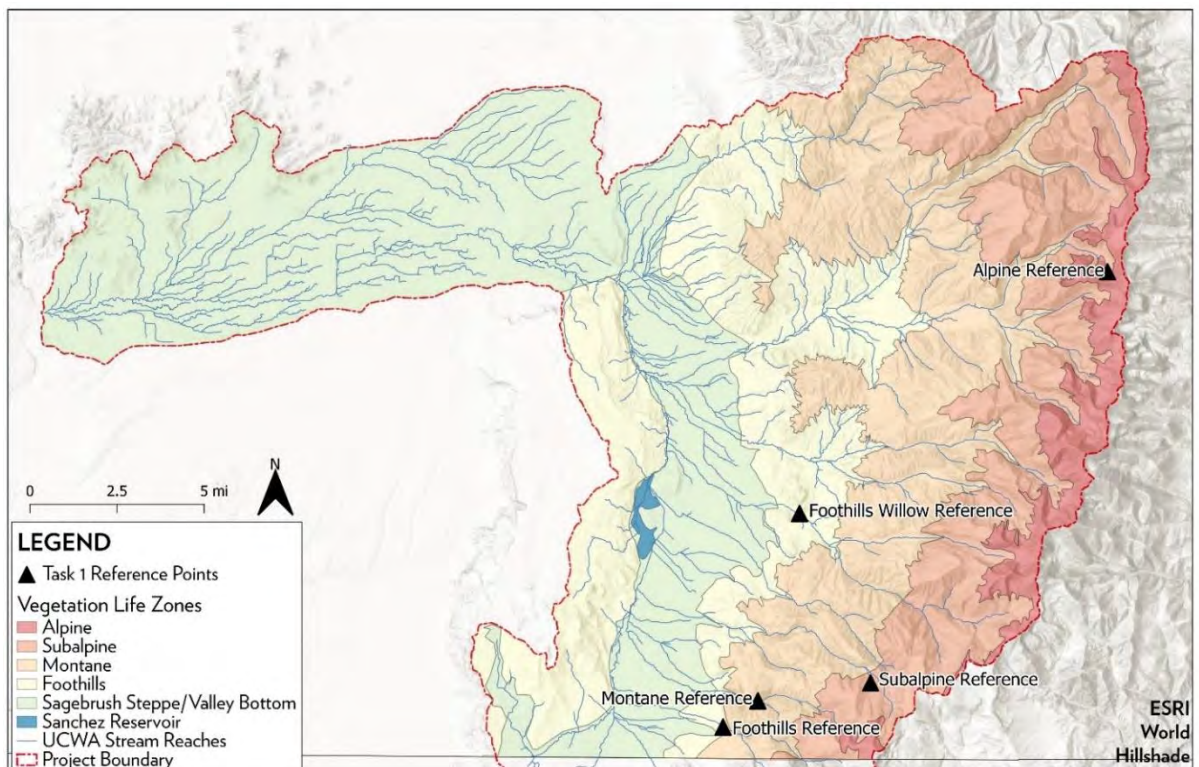 Alpine Reference
N
0 2.5 5 mi
Foothills Willow Reference
LEGEND
Task 1 Reference Points
Vegetation Life Zones
Alpine
Subalpine
Montane
Foothills
Sagebrush Steppe/Valley Bottom
Sanchez Reservoir
UCWA Stream Reaches
Project Boundary
Subalpine Reference
Montane Reference
Foothills Reference
ESRI
World
Hillshade